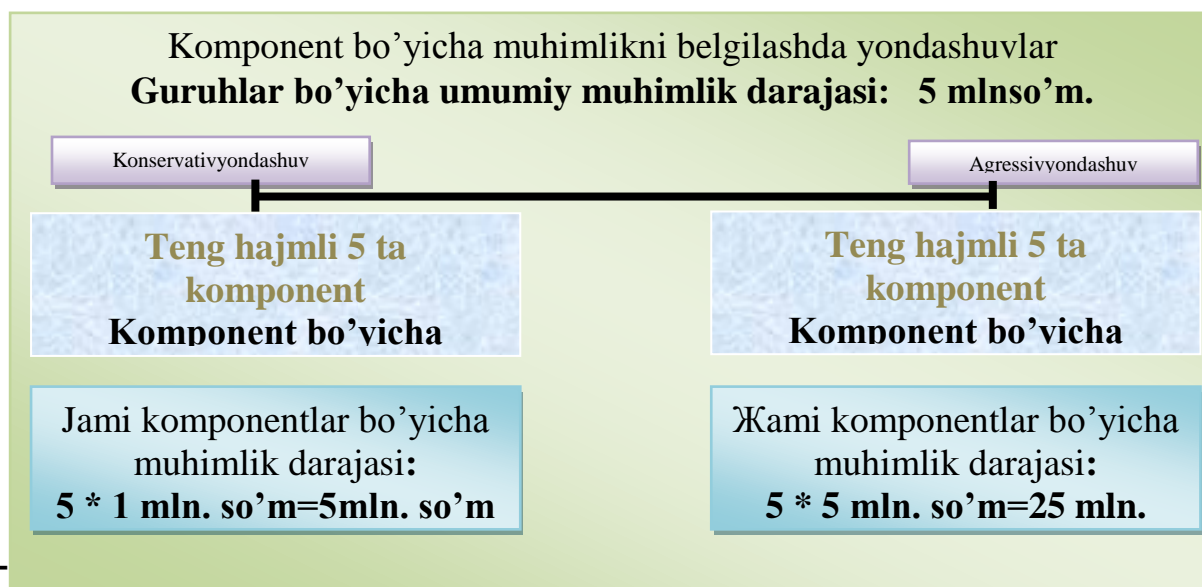 Komponent bo’yicha muhimlikni belgilashda yondashuvlar
Guruhlar bo’yicha umumiy muhimlik darajasi: 5 mlnso’m.
Konservativyondashuv
Agressivyondashuv
Teng hajmli 5 ta
komponent
Komponent bo’yicha
Teng hajmli 5 ta
komponent
Komponent bo’yicha
Jami komponentlar bo’yicha
muhimlik darajasi:
5 * 1 mln. so’m=5mln. so’m
Жami komponentlar bo’yicha
muhimlik darajasi:
5 * 5 mln. so’m=25 mln.